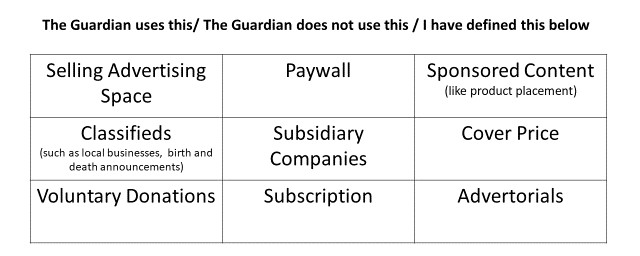 The Guardian uses this/ The Guardian does not use this / I have defined this below
Selling Advertising
Space
Paywall
Sponsored Content
(like product placement)
Classifieds
(such as local businesses, birth and
death announcements)
Subsidiary
Companies
Cover Price
Voluntary Donations
Subscription
Advertorials